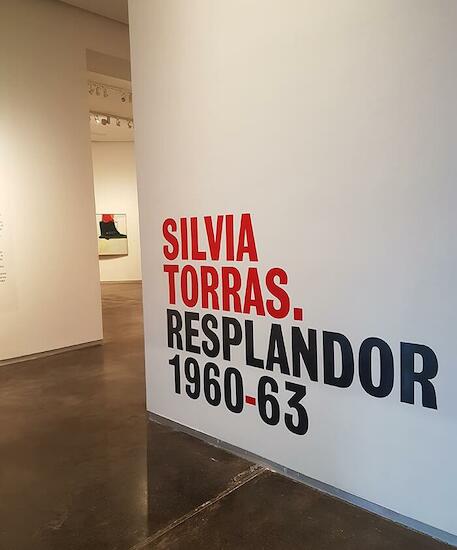 SILVIA
TORRAS.
RESPLANDOR
1960-63